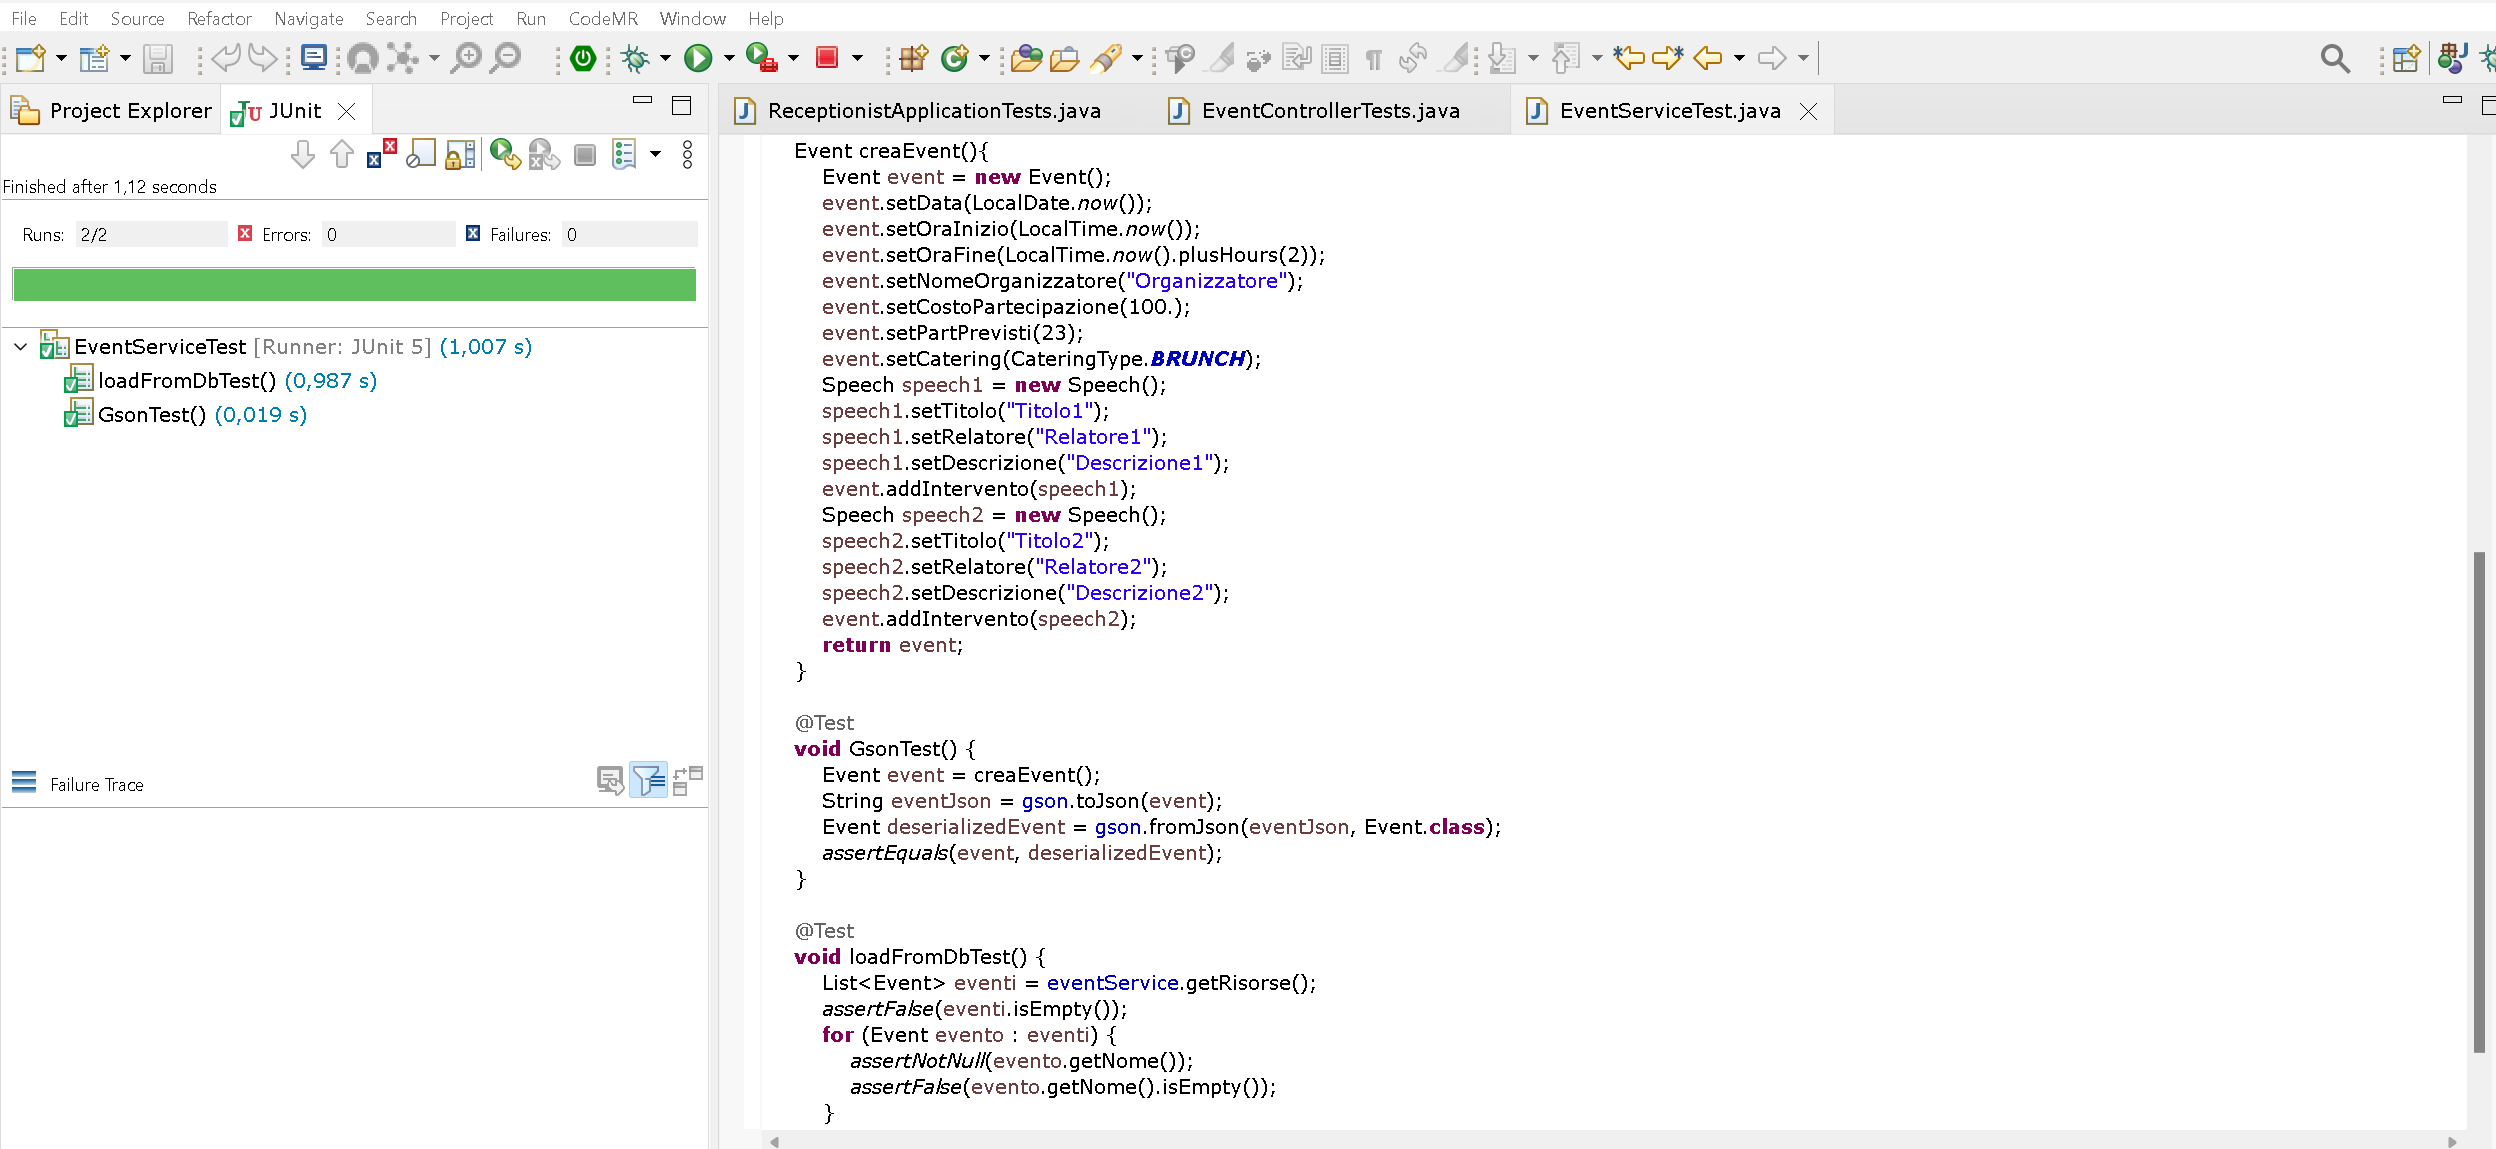 File Edit Source Refactor Navigate Search Project Run CodeMR Window Help
Project Explorer
JUnit
Finished after 1,12 seconds
Runs: 2/2 Errors: 0 Failures: 0
EventServiceTest [Runner: JUnit 5] (1,007 s)
loadFromDbTest() (0,987 s)
GsonTest() (0,019 s)
Failure Trace
ReceptionistApplicationTests.java
EventControllerTests.java
EventServiceTest.java
Event creaEvent(){
Event event = new Event();
event.setData(LocalDate.now());
event.setOraInizio(LocalTime.now());
event.setOraFine(LocalTime.now().plusHours(2));
event.setNomeOrganizzatore("Organizzatore");
event.setCostoPartecipazione(100.);
event.setPartPrevisti(23);
event.setCatering(CateringType.BRUNCH);
Speech speech1 = new Speech();
speech1.setTitolo("Titolo1");
speech1.setRelatore("Relatore1");
speech1.setDescrizione("Descrizione1");
event.addIntervento(speech1);
Speech speech2 = new Speech();
speech2.setTitolo("Titolo2");
speech2.setRelatore("Relatore2");
speech2.setDescrizione("Descrizione2");
event.addIntervento(speech2);
return event;
}
@Test
void GsonTest() {
Event event = creaEvent();
String eventJson = gson.toJson(event);
Event deserializedEvent = gson.fromJson(eventJson, Event.class);
assertEquals(event, deserializedEvent);
}
@Test
void loadFromDbTest() {
List<Event> eventi = eventService.getRisorse();
assertFalse(eventi.isEmpty());
for (Event evento : eventi) {
assertNotNull(evento.getNome());
assertFalse(evento.getNome().isEmpty());
}